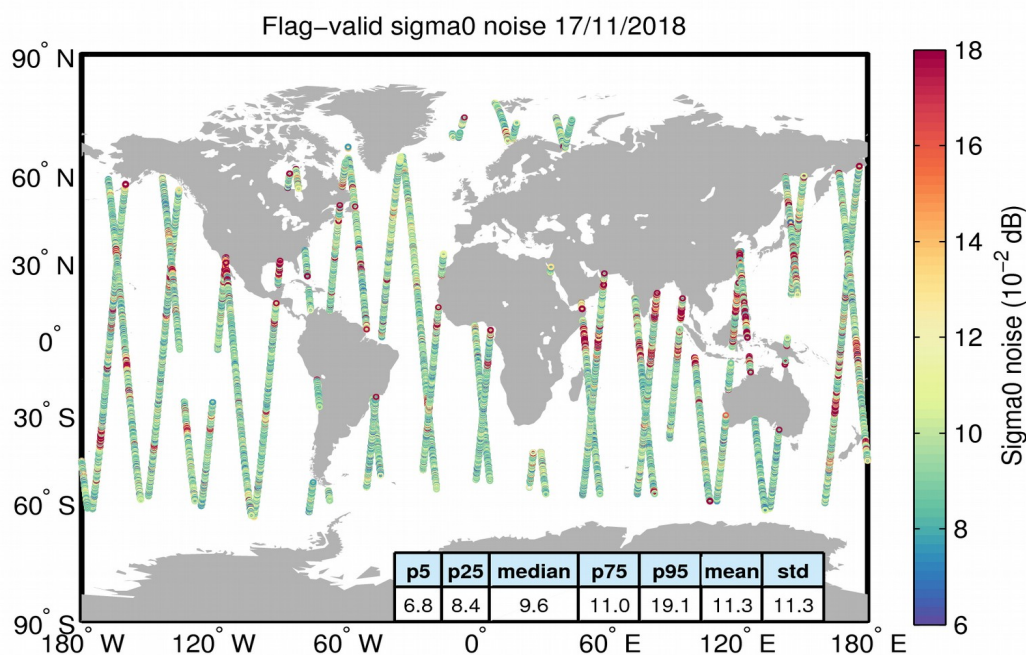 Flag-valid sigma0 noise 17/11/2018
90° N
60° N
30° N
0°
30° S
60° S
90° S
180° W
120° W
60° W
0°
60° E
120° E
180° E
p5 p25 median p75 p95 mean std
6.8 8.4 9.6 11.0 19.1 11.3 11.3
18
16
14
12
10
8
6
Sigma0 noise (10⁻² dB)